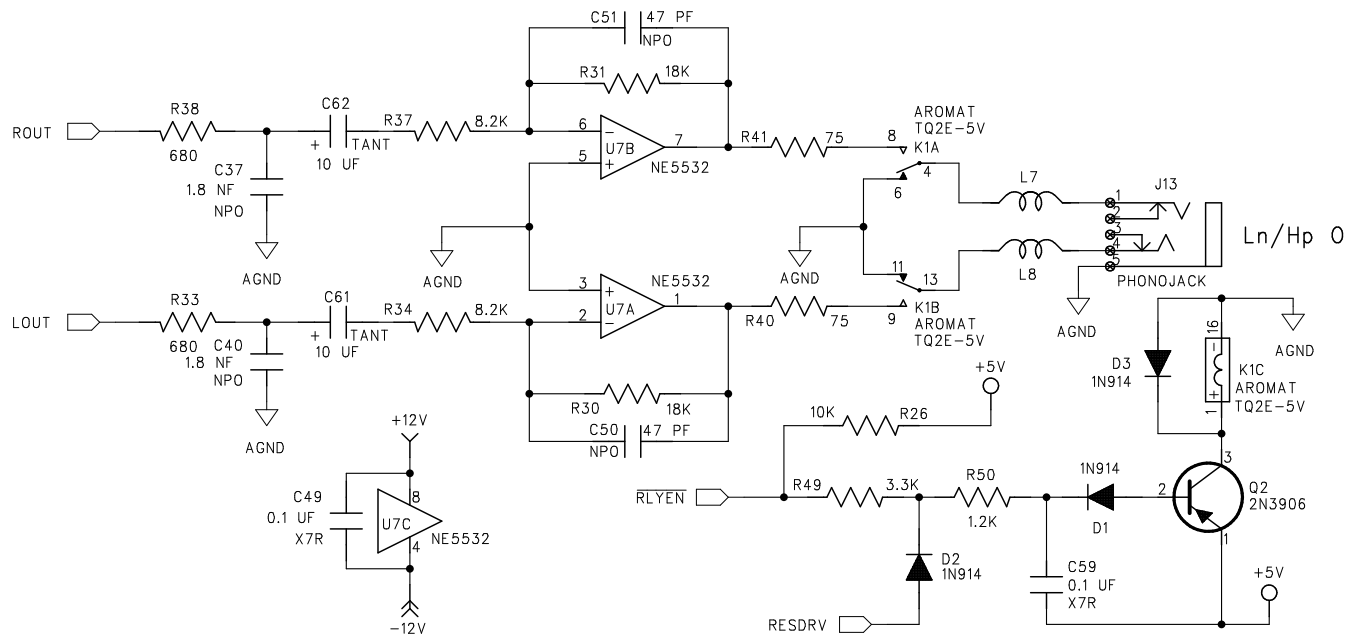 C51
47 PF
NPO
R31
18K
ROUT
R38
680
C62
+
TANT
10 UF
R37
8.2K
C37
1.8 NF
NPO
AGND
6
−
U7B
7
5
+
NE5532
R41
75
AROMAT
TQ2E-5V
8
K1A
4
6
L7
AGND
AGND
J13
1
2
3
4
5
PHONOJACK
Ln/Hp O
AGND
LOUT
R33
680
C61
+
TANT
10 UF
R34
8.2K
C40
1.8 NF
NPO
AGND
NE5532
3
+
U7A
1
2
−
R40
75
11
13
K1B
9
AROMAT
TQ2E-5V
L8
R30
18K
C50
47 PF
NPO
+12V
C49
0.1 UF
X7R
8
U7C
4
NE5532
-12V
+5V
10K
R26
RLYEN
R49
3.3K
R50
1.2K
1N914
D1
D2
1N914
RESDRV
C59
0.1 UF
X7R
2
3
1
Q2
2N3906
+5V
D3
1N914
16
−
+
1
K1C
AROMAT
TQ2E-5V
AGND